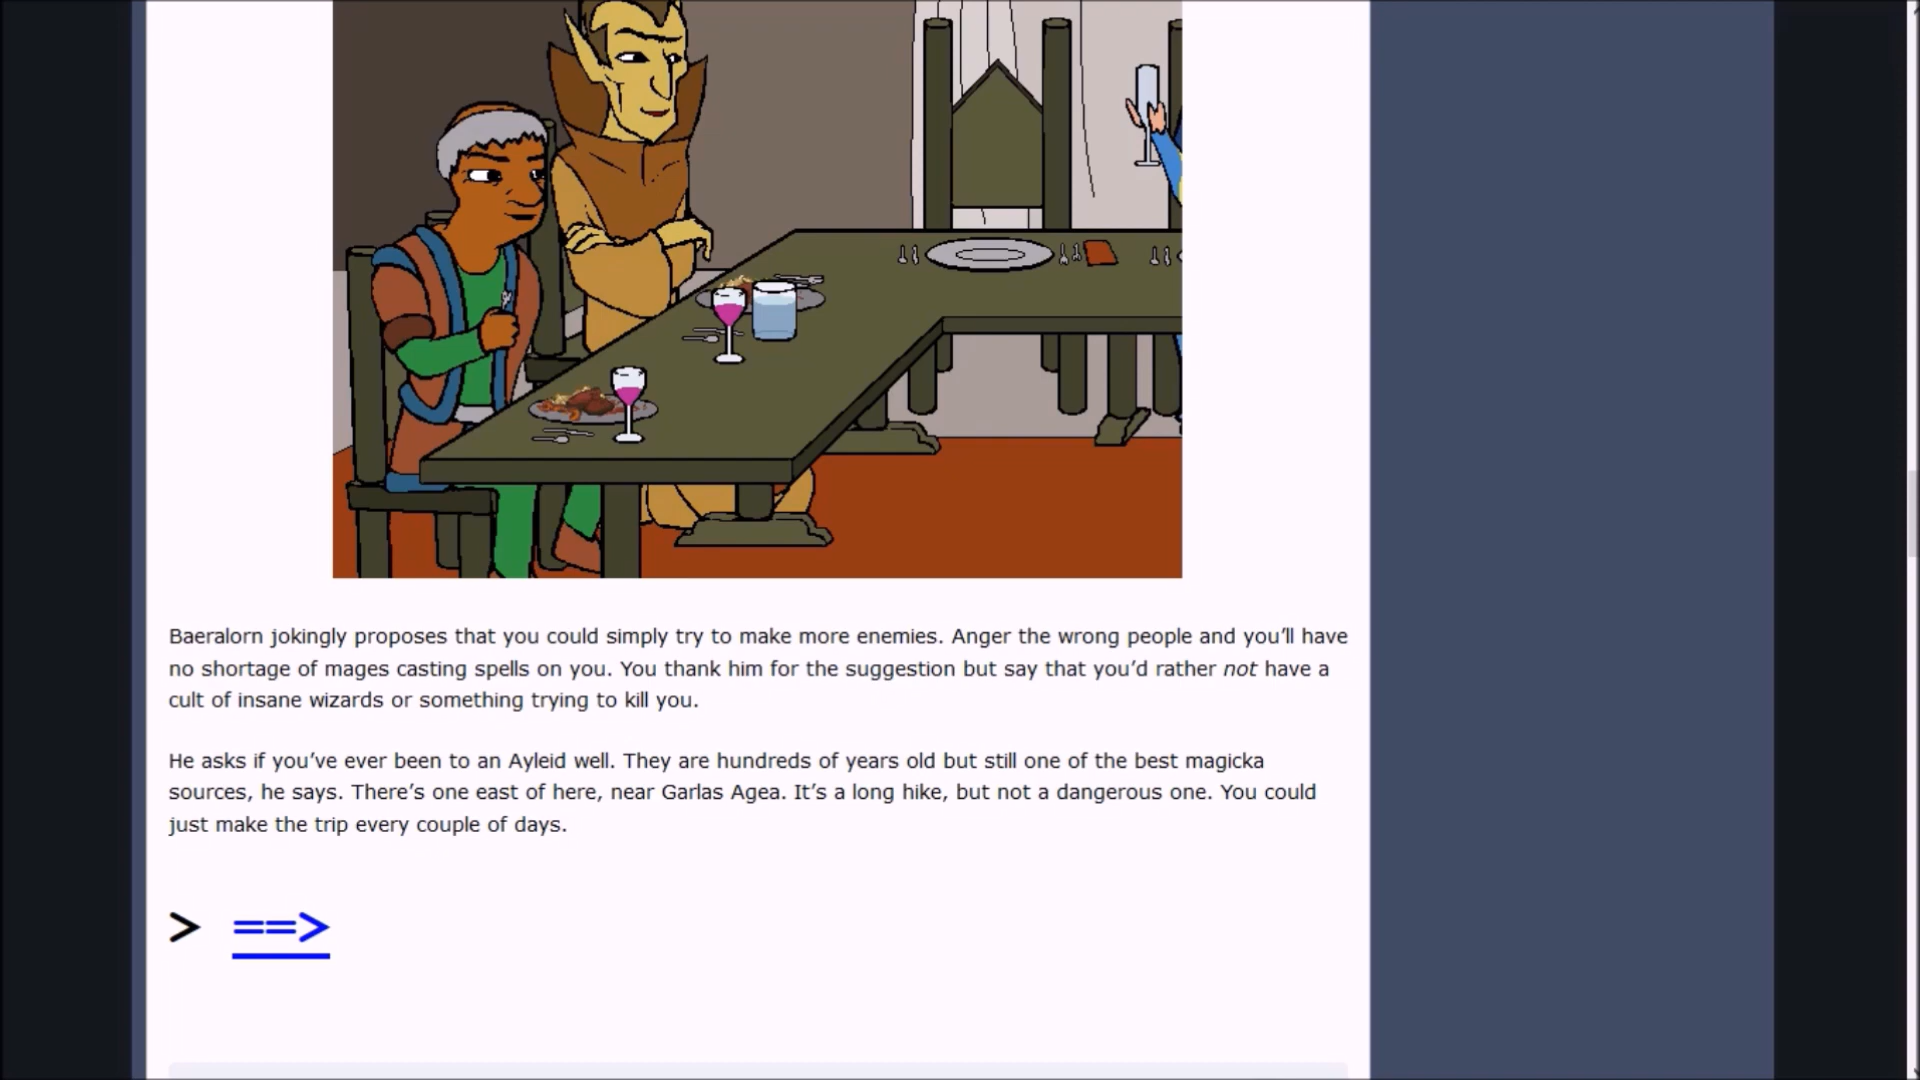 Baeralorn jokingly proposes that you could simply try to make more enemies. Anger the wrong people and you’ll have
no shortage of mages casting spells on you. You thank him for the suggestion but say that you’d rather not have a
cult of insane wizards or something trying to kill you.
He asks if you’ve ever been to an Ayleid well. They are hundreds of years old but still one of the best magicka
sources, he says. There’s one east of here, near Garlas Agea. It’s a long hike, but not a dangerous one. You could
just make the trip every couple of days.
> ==>